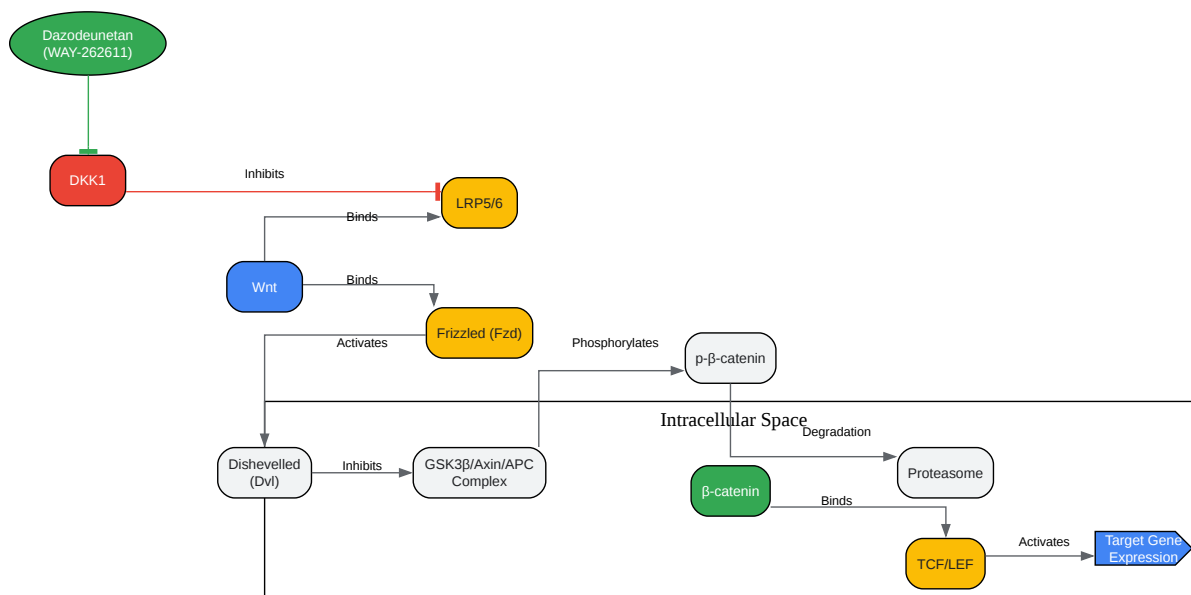 Dazodeunetan
(WAY-262611)
DKK1
Inhibits
LRP5/6
Binds
Wnt
Binds
Frizzled (Fzd)
Activates
Phosphorylates
p-β-catenin
Intracellular Space
Degradation
Dishevelled
(Dvl)
Inhibits
GSK3β/Axin/APC
Complex
Proteasome
β-catenin
Binds
TCF/LEF
Activates
Target Gene
Expression